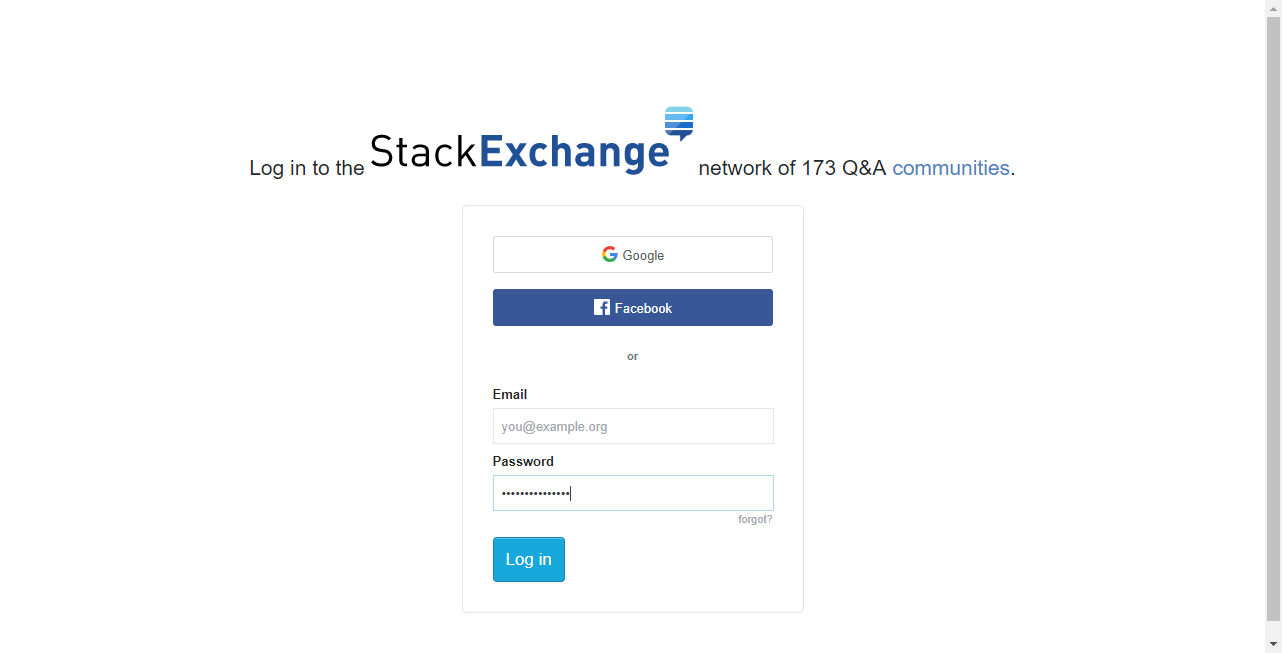 Log in to the StackExchange network of 173 Q&A communities.
Google
Facebook
or
Email
you@example.org
Password
•••••••••••••••
forgot?
Log in